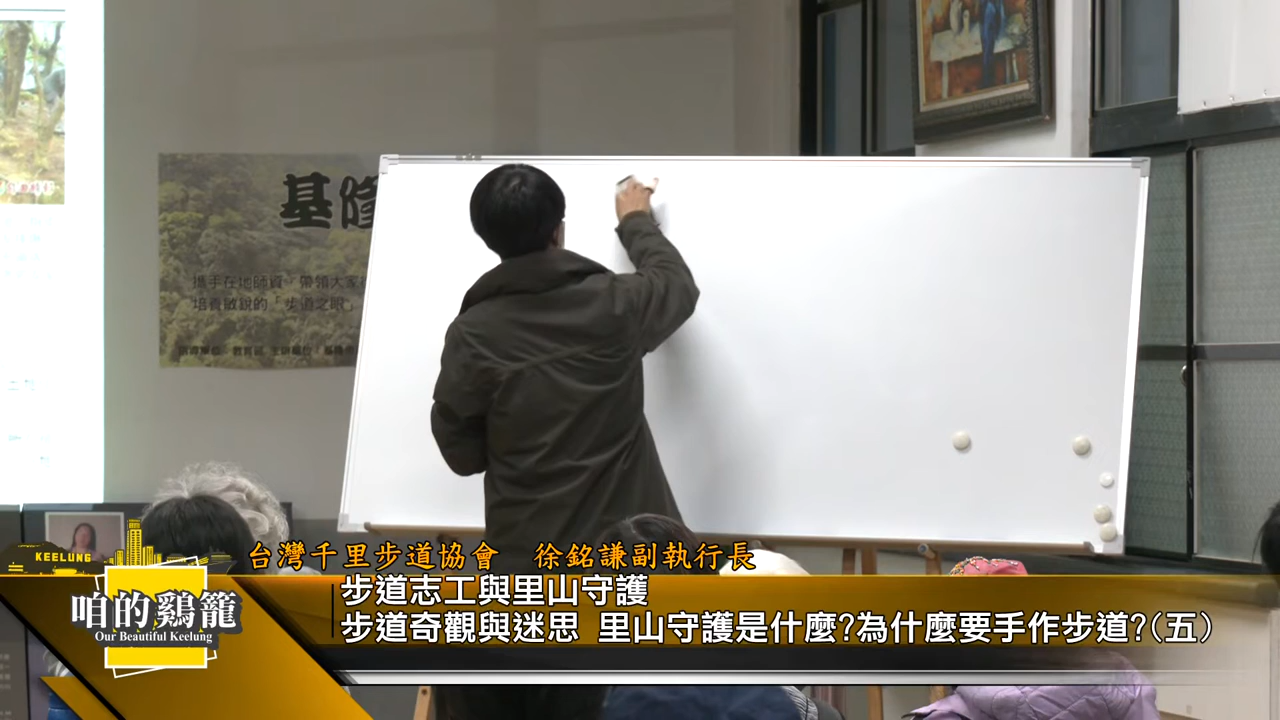 基隆
攜手在地師資，帶領大家
培養敏銳的「步道之眼」
KEELUNG
咱的鷄籠
Our Beautiful Keelung
台灣千里步道協會　徐銘謙副執行長
步道志工與里山守護
步道奇觀與迷思 里山守護是什麼?為什麼要手作步道?(五)